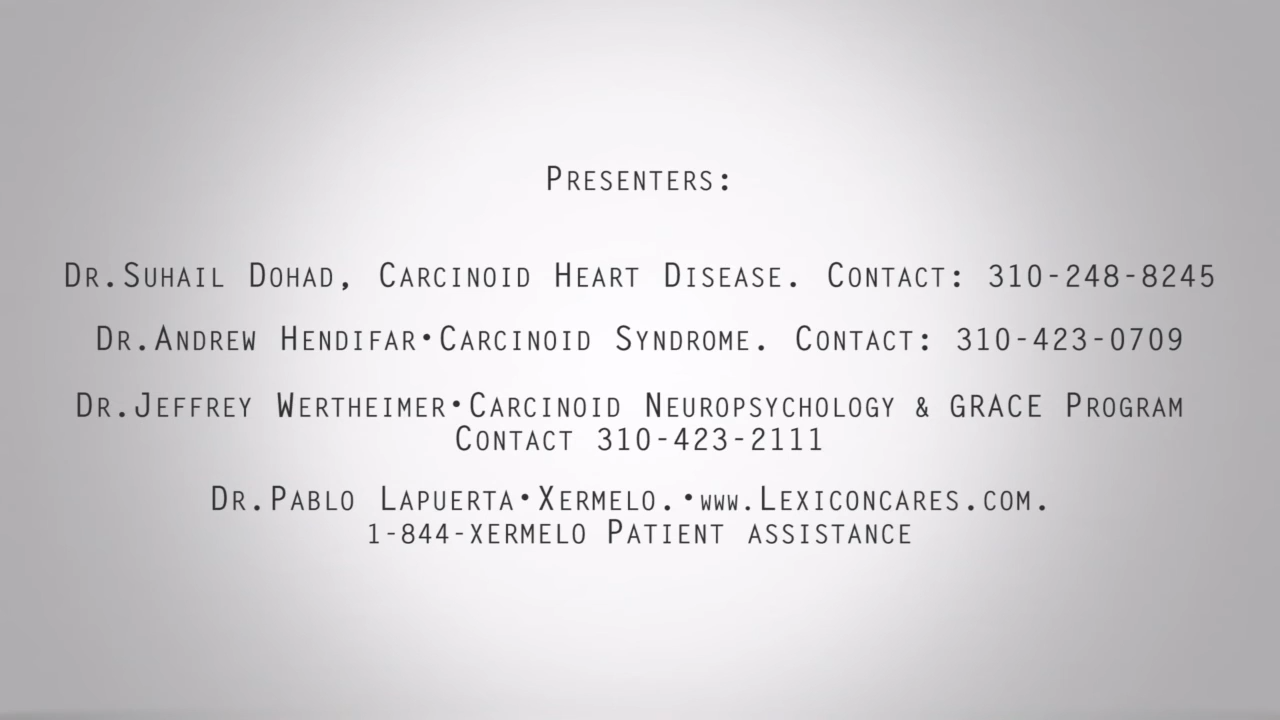 Presenters:
Dr.Suhail Dohad, Carcinoid Heart Disease. Contact: 310-248-8245
Dr.Andrew Hendifar•Carcinoid Syndrome. Contact: 310-423-0709
Dr.Jeffrey Wertheimer•Carcinoid Neuropsychology & GRACE Program
Contact 310-423-2111
Dr.Pablo Lapuerta•Xermelo.•www.Lexiconcares.com.
1-844-XERMELO Patient assistance